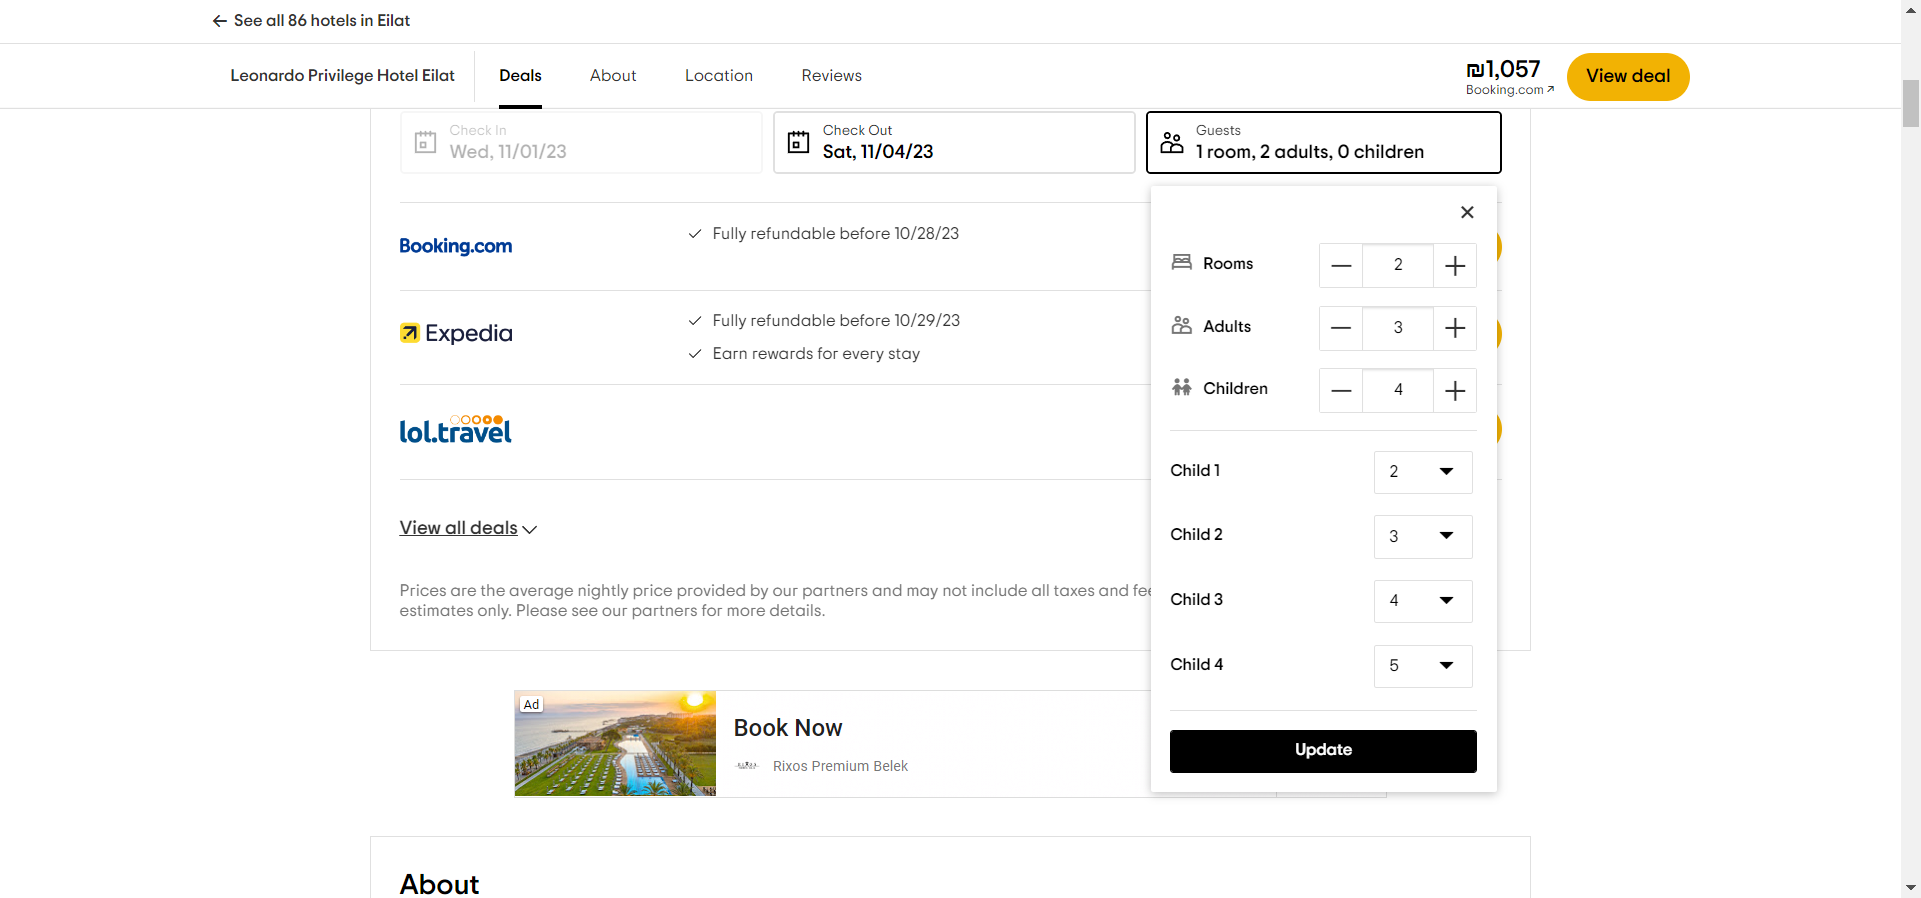 See all 86 hotels in Eilat
Leonardo Privilege Hotel Eilat
Deals
About
Location
Reviews
₪1,057
Booking.com
View deal
Check In
Wed, 11/01/23
Check Out
Sat, 11/04/23
Guests
1 room, 2 adults, 0 children
Booking.com
Fully refundable before 10/28/23
Expedia
Fully refundable before 10/29/23
Earn rewards for every stay
lol.travel
View all deals
Prices are the average nightly price provided by our partners and may not include all taxes and fee
estimates only. Please see our partners for more details.
Rooms
2
Adults
3
Children
4
Child 1
2
Child 2
3
Child 3
4
Child 4
5
Update
Ad
Book Now
Rixos Premium Belek
About